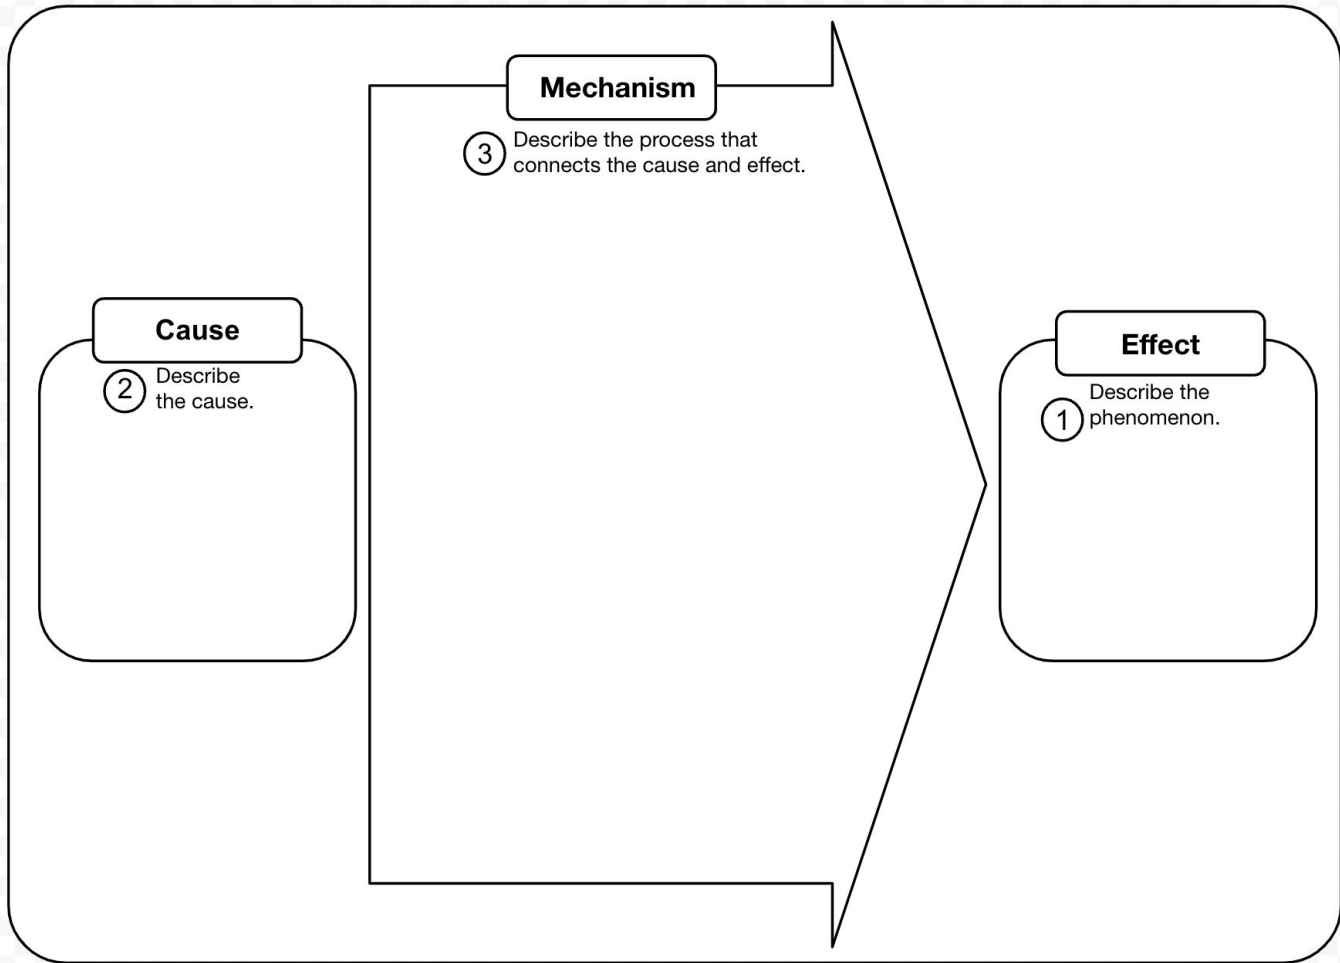 Mechanism
3
Describe the process that
connects the cause and effect.
Cause
2
Describe
the cause.
Effect
1
Describe the
phenomenon.